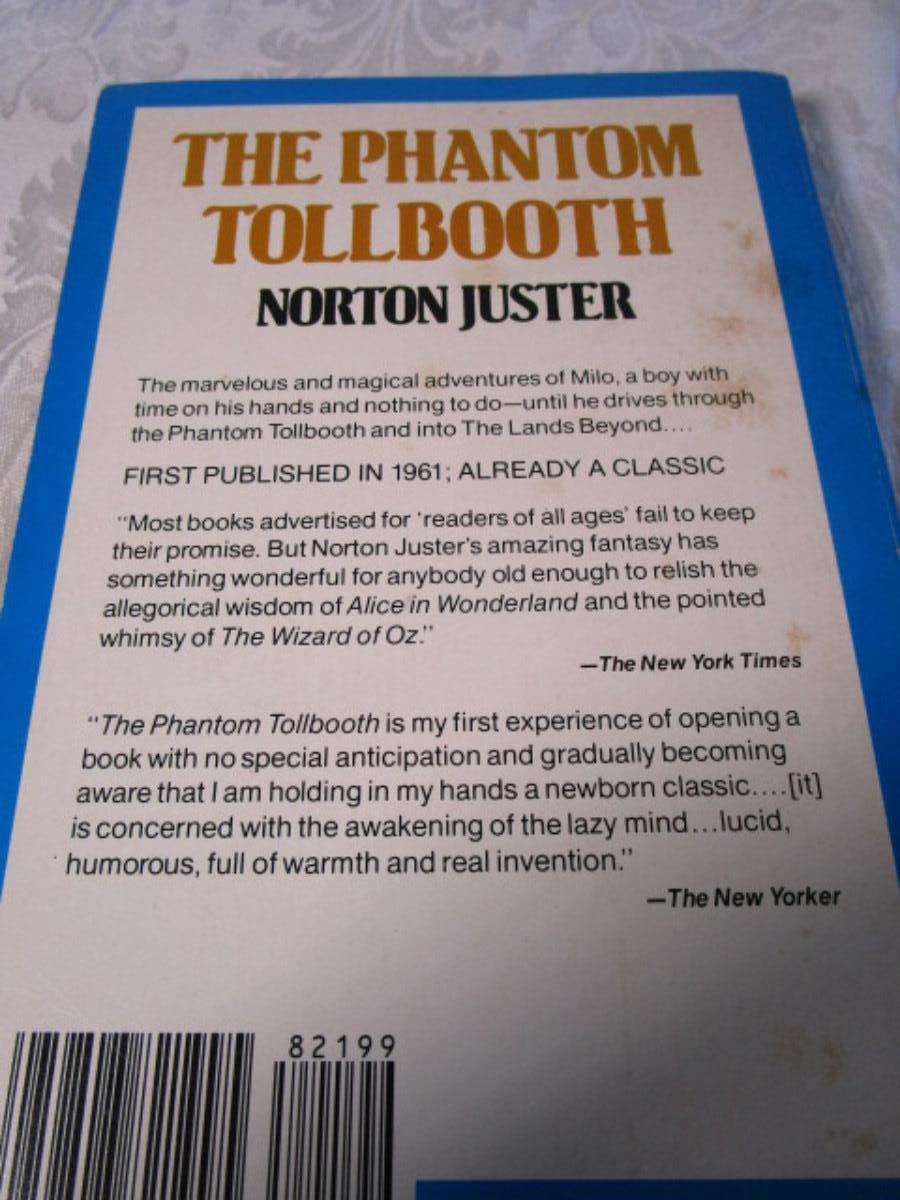 THE PHANTOM
TOLLBOOTH
NORTON JUSTER
The marvelous and magical adventures of Milo, a boy with
time on his hands and nothing to do—until he drives through
the Phantom Tollbooth and into The Lands Beyond....
FIRST PUBLISHED IN 1961; ALREADY A CLASSIC
“Most books advertised for ‘readers of all ages’ fail to keep
their promise. But Norton Juster’s amazing fantasy has
something wonderful for anybody old enough to relish the
allegorical wisdom of Alice in Wonderland and the pointed
whimsy of The Wizard of Oz.”
—The New York Times
“The Phantom Tollbooth is my first experience of opening a
book with no special anticipation and gradually becoming
aware that I am holding in my hands a newborn classic....[it]
is concerned with the awakening of the lazy mind...lucid,
humorous, full of warmth and real invention.”
—The New Yorker
82199